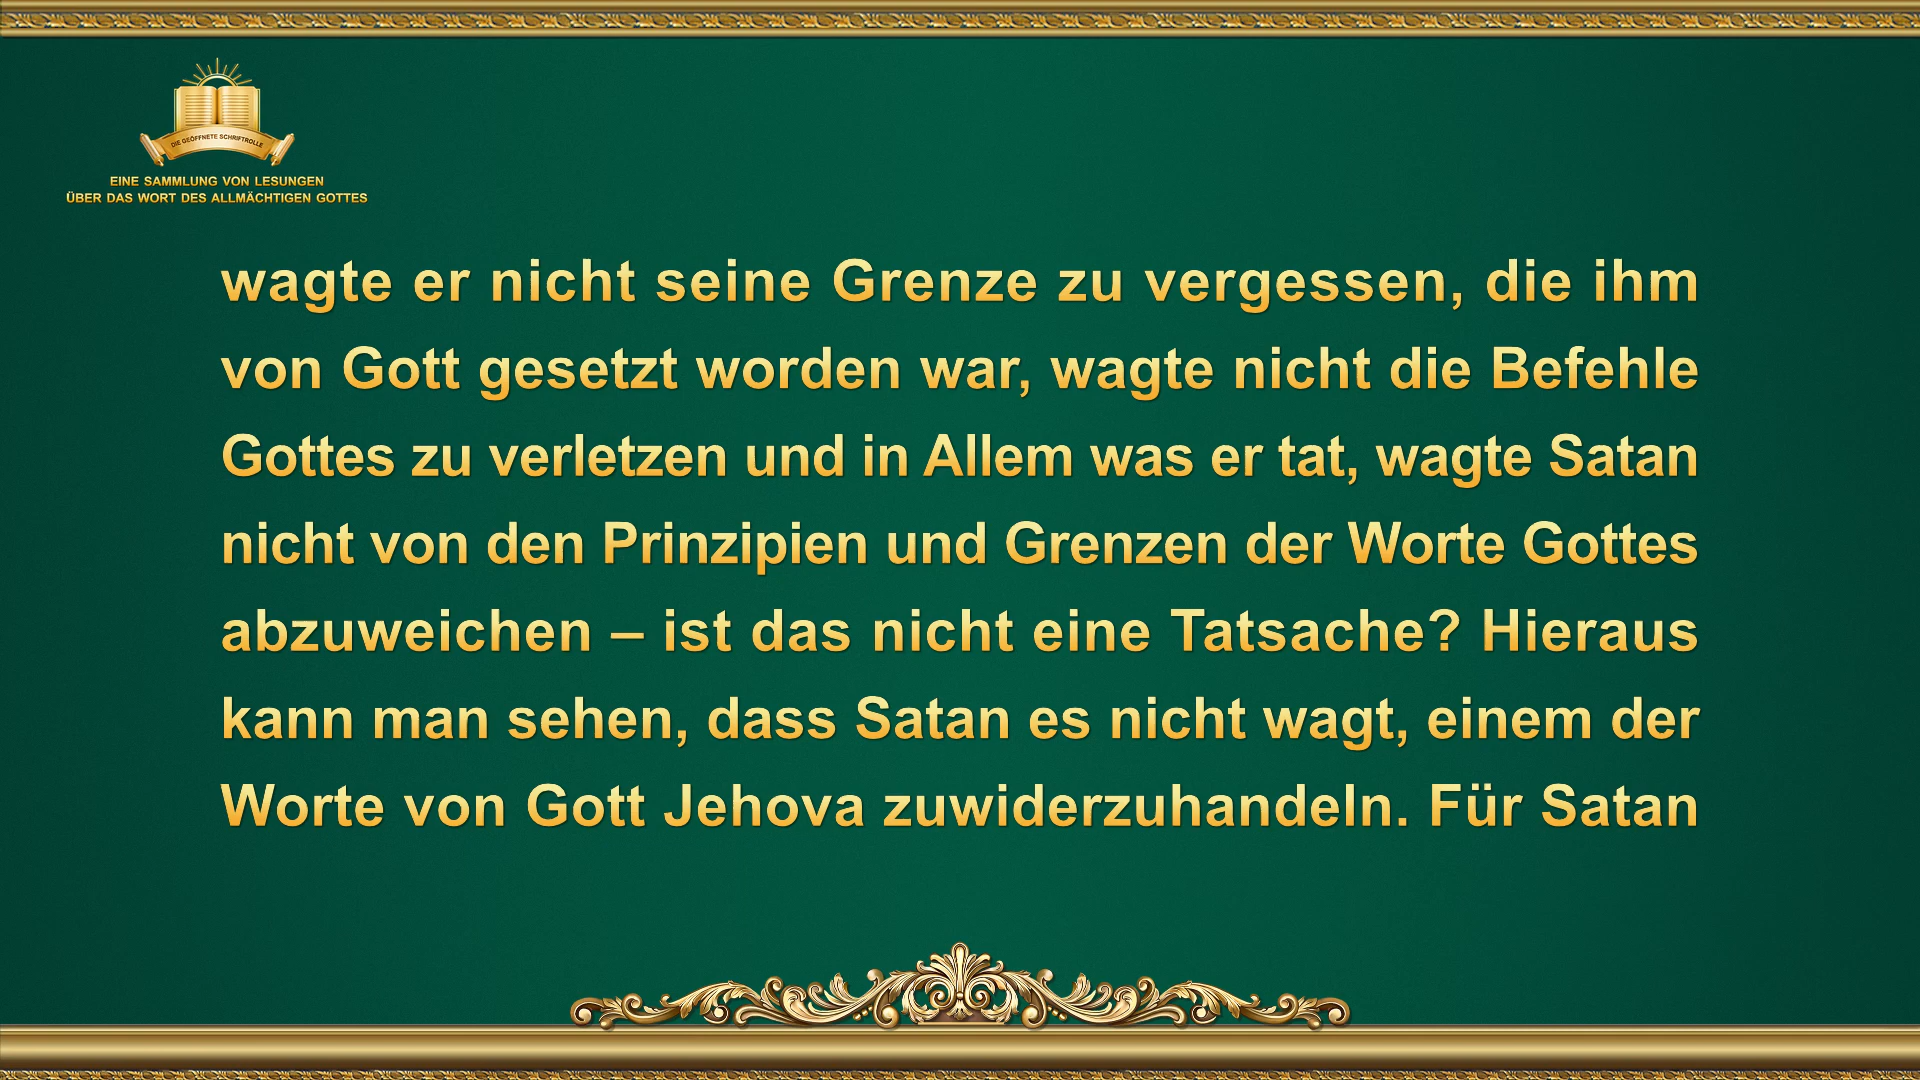 DIE GEÖFFNETE SCHRIFTROLLE
EINE SAMMLUNG VON LESUNGEN
ÜBER DAS WORT DES ALLMÄCHTIGEN GOTTES
wagte er nicht seine Grenze zu vergessen, die ihm
von Gott gesetzt worden war, wagte nicht die Befehle
Gottes zu verletzen und in Allem was er tat, wagte Satan
nicht von den Prinzipien und Grenzen der Worte Gottes
abzuweichen – ist das nicht eine Tatsache? Hieraus
kann man sehen, dass Satan es nicht wagt, einem der
Worte von Gott Jehova zuwiderzuhandeln. Für Satan